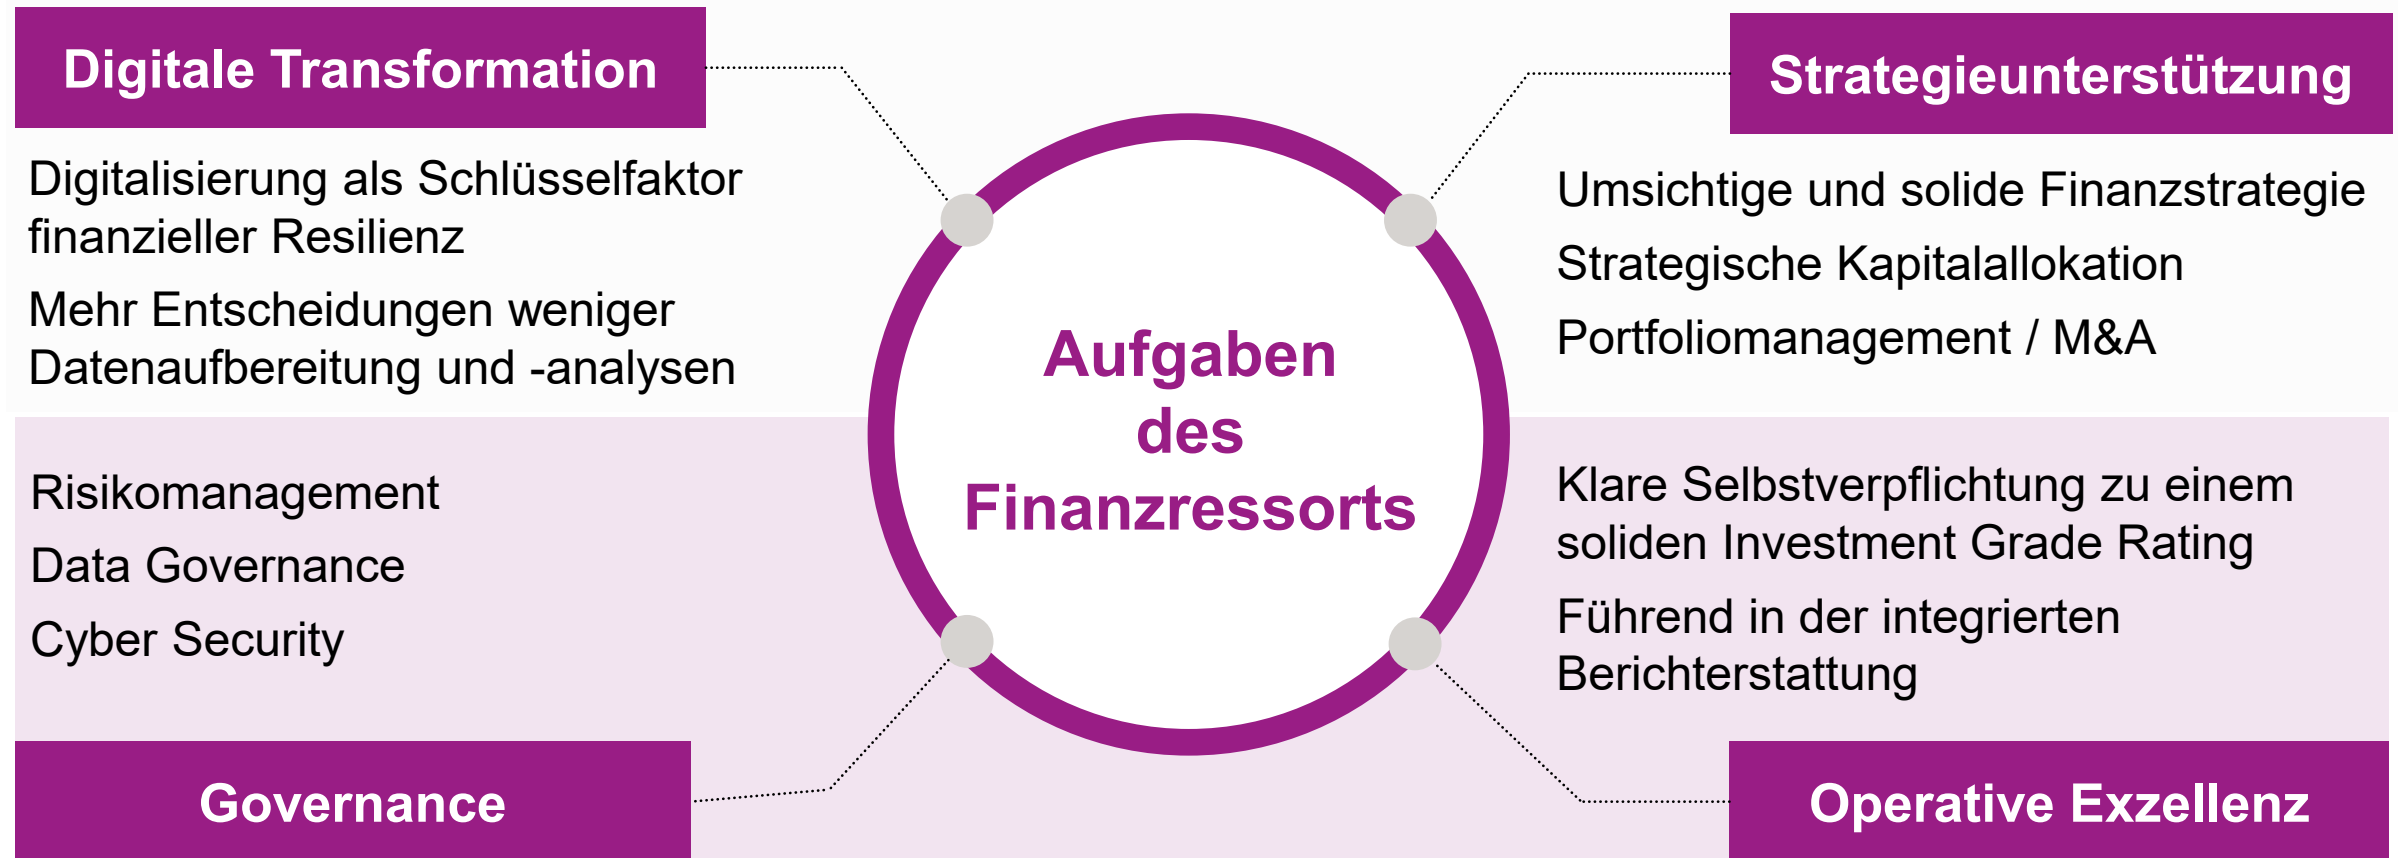 Digitale Transformation
Digitalisierung als Schlüsselfaktor
finanzieller Resilienz
Mehr Entscheidungen weniger
Datenaufbereitung und -analysen
Strategieunterstützung
Umsichtige und solide Finanzstrategie
Strategische Kapitalallokation
Portfoliomanagement / M&A
Aufgaben
des
Finanzressorts
Risikomanagement
Data Governance
Cyber Security
Governance
Klare Selbstverpflichtung zu einem
soliden Investment Grade Rating
Führend in der integrierten
Berichterstattung
Operative Exzellenz